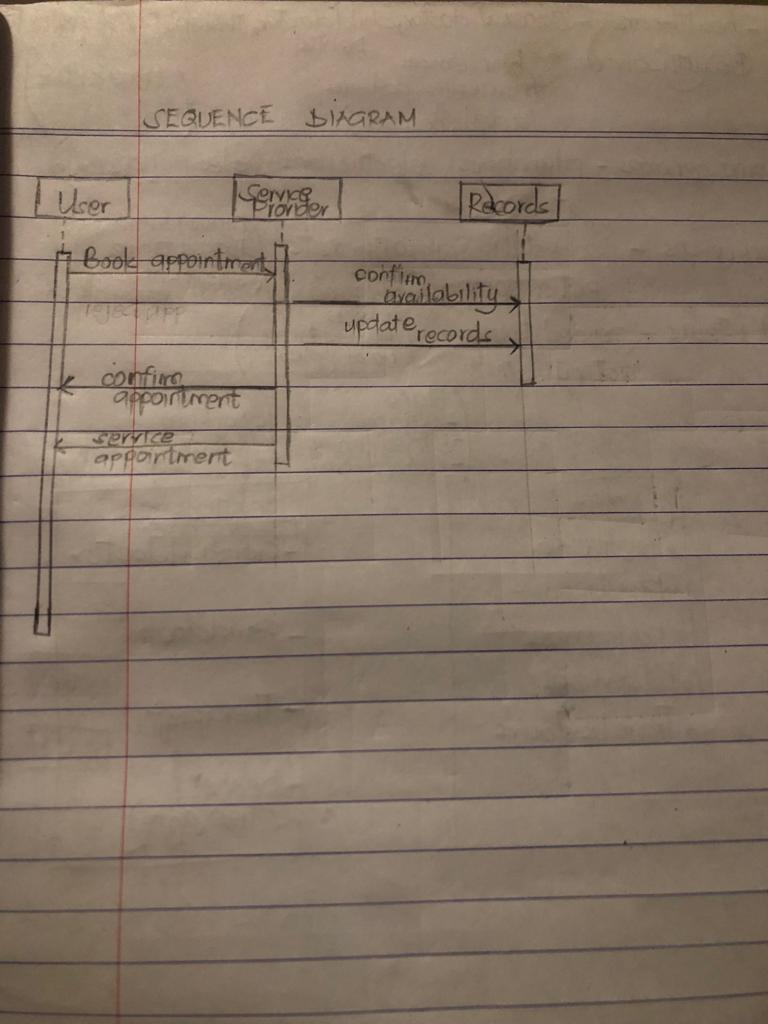 SEQUENCE DIAGRAM
User
Service
Provider
Records
Book appointment
confirm
availability
reject app
update records
confirm
appointment
service
appointment